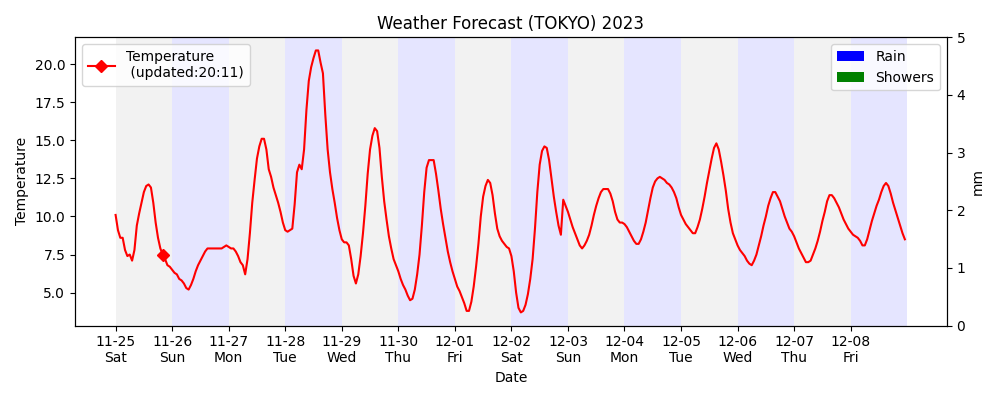 Weather Forecast (TOKYO) 2023
Temperature
(updated:20:11)
Rain
Showers
Temperature
20.0
17.5
15.0
12.5
10.0
7.5
5.0
5
4
3
2
1
0
mm
11-25 11-26 11-27 11-28 11-29 11-30 12-01 12-02 12-03 12-04 12-05 12-06 12-07 12-08
Sat Sun Mon Tue Wed Thu Fri Sat Sun Mon Tue Wed Thu Fri
Date